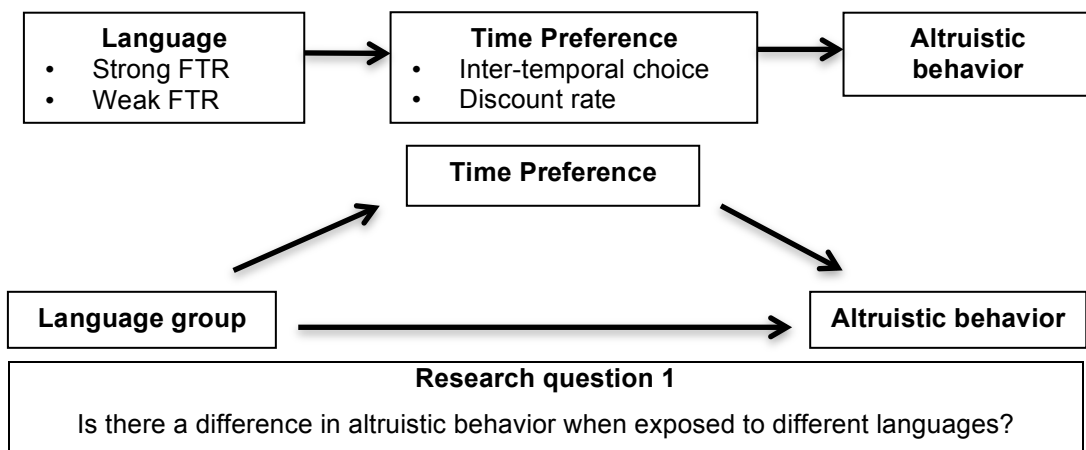 Language
• Strong FTR
• Weak FTR
Time Preference
• Inter-temporal choice
• Discount rate
Altruistic
behavior
Time Preference
Language group
Altruistic behavior
Research question 1
Is there a difference in altruistic behavior when exposed to different languages?